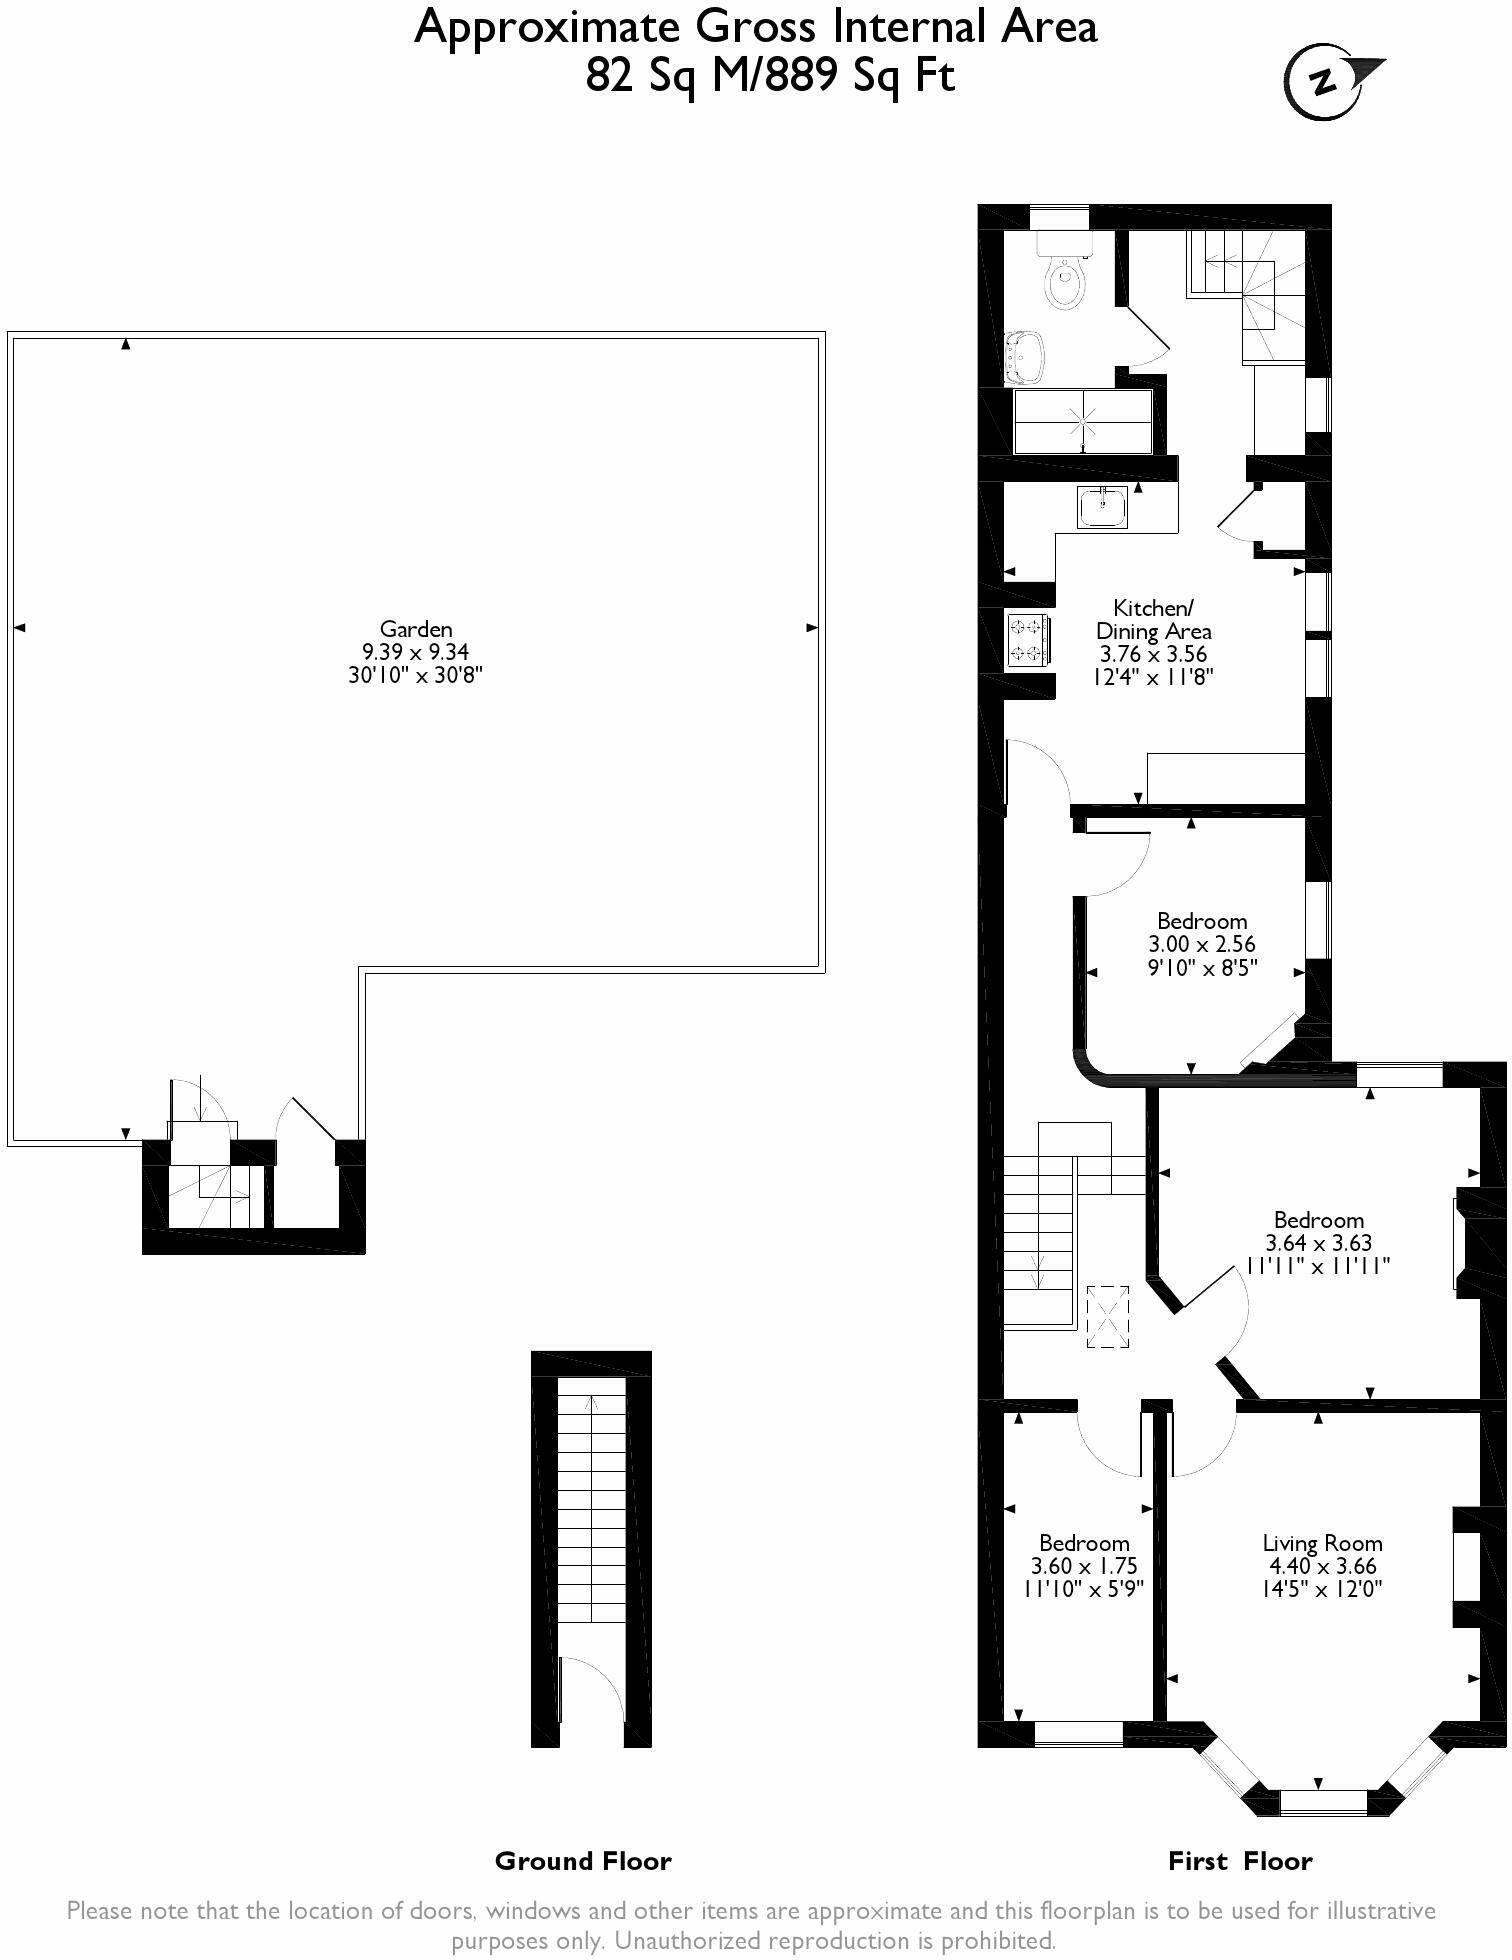 Approximate Gross Internal Area
82 Sq M/889 Sq Ft
N
Garden
9.39 x 9.34
30'10" x 30'8"
Kitchen/
Dining Area
3.76 x 3.56
12'4" x 11'8"
Bedroom
3.00 x 2.56
9'10" x 8'5"
Bedroom
3.64 x 3.63
11'11" x 11'11"
Bedroom
3.60 x 1.75
11'10" x 5'9"
Living Room
4.40 x 3.66
14'5" x 12'0"
Ground Floor
First Floor
Please note that the location of doors, windows and other items are approximate and this floorplan is to be used for illustrative
purposes only. Unauthorized reproduction is prohibited.